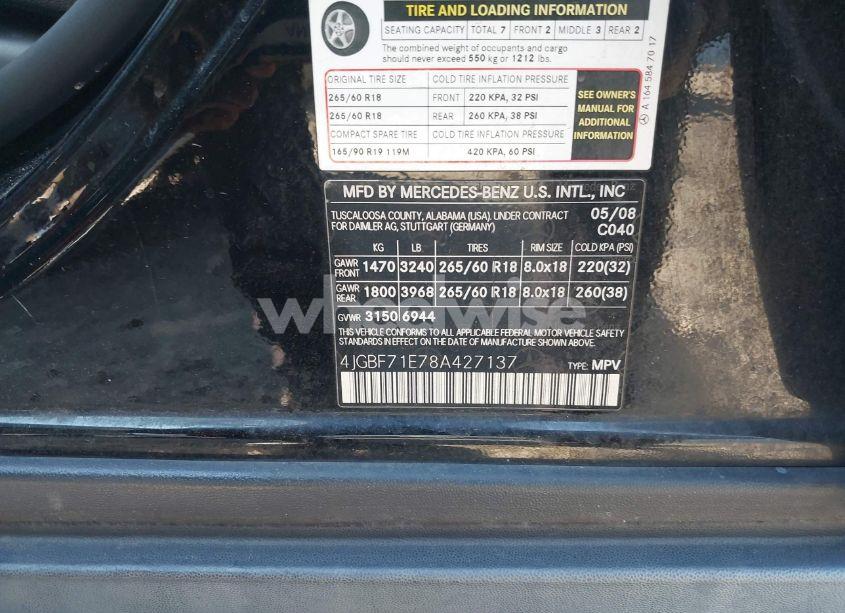 TIRE AND LOADING INFORMATION
SEATING CAPACITY TOTAL 7 FRONT 2 MIDDLE 3 REAR 2
The combined weight of occupants and cargo
should never exceed 550 kg or 1212 lbs.
ORIGINAL TIRE SIZE COLD TIRE INFLATION PRESSURE
265/60 R18 FRONT 220 KPA, 32 PSI
265/60 R18 REAR 260 KPA, 38 PSI
COMPACT SPARE TIRE COLD TIRE INFLATION PRESSURE
165/90 R19 119M 420 KPA, 60 PSI
SEE OWNER'S
MANUAL FOR
ADDITIONAL
INFORMATION
A 164 584 70 17
MFD BY MERCEDES-BENZ U.S. INTL., INC
TUSCALOOSA COUNTY, ALABAMA (USA), UNDER CONTRACT 05/08
FOR DAIMLER AG, STUTTGART (GERMANY) C040
KG LB TIRES RIM SIZE COLD KPA (PSI)
GAWR FRONT 1470 3240 265/60 R18 8.0x18 220(32)
GAWR REAR 1800 3968 265/60 R18 8.0x18 260(38)
GVWR 3150 6944
THIS VEHICLE CONFORMS TO ALL APPLICABLE FEDERAL MOTOR VEHICLE SAFETY
STANDARDS IN EFFECT ON THE DATE OF MANUFACTURE SHOWN ABOVE.
4JGBF71E78A427137 TYPE: MPV
wheelwise